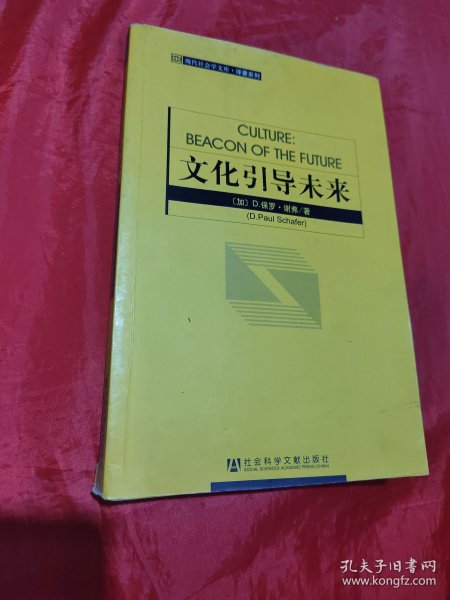 现代社会学文库·译著系列
CULTURE:
BEACON OF THE FUTURE
文化引导未来
〔加〕D.保罗·谢弗/著
(D.Paul Schafer)
社会科学文献出版社
SOCIAL SCIENCES ACADEMIC PRESS (CHINA)
孔夫子旧书网
www.kongfz.com